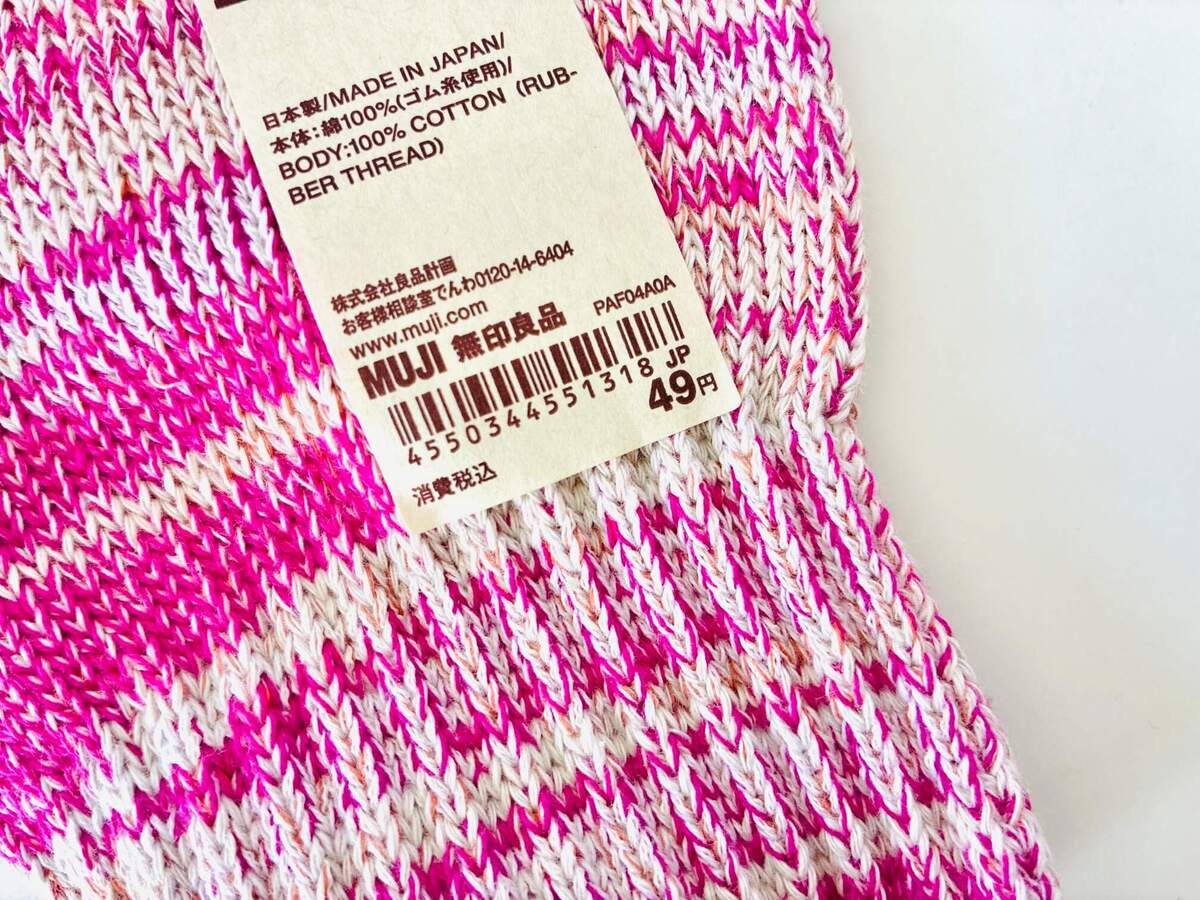 日本製/MADE IN JAPAN/
本体:綿100%(ゴム糸使用)/
BODY:100% COTTON (RUB-
BER THREAD)
株式会社良品計画
お客様相談室でんわ0120-14-6404
www.muji.com
MUJI 無印良品 PAF04A0A
4550344551318 JP
49円
消費税込